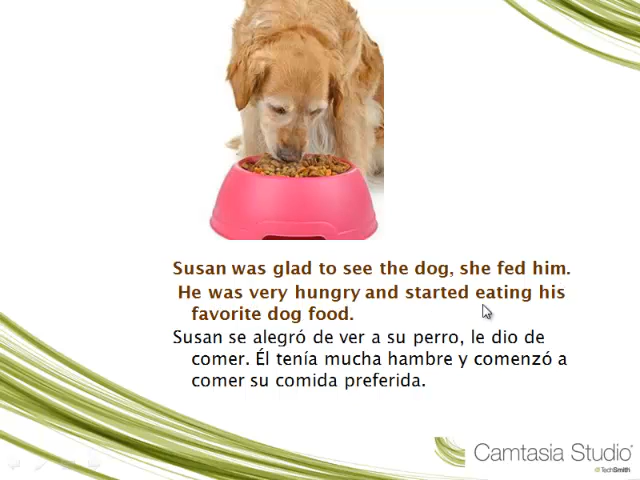 Susan was glad to see the dog, she fed him.
He was very hungry and started eating his
favorite dog food.
Susan se alegró de ver a su perro, le dio de
comer. Él tenía mucha hambre y comenzó a
comer su comida preferida.
Camtasia Studio
TechSmith